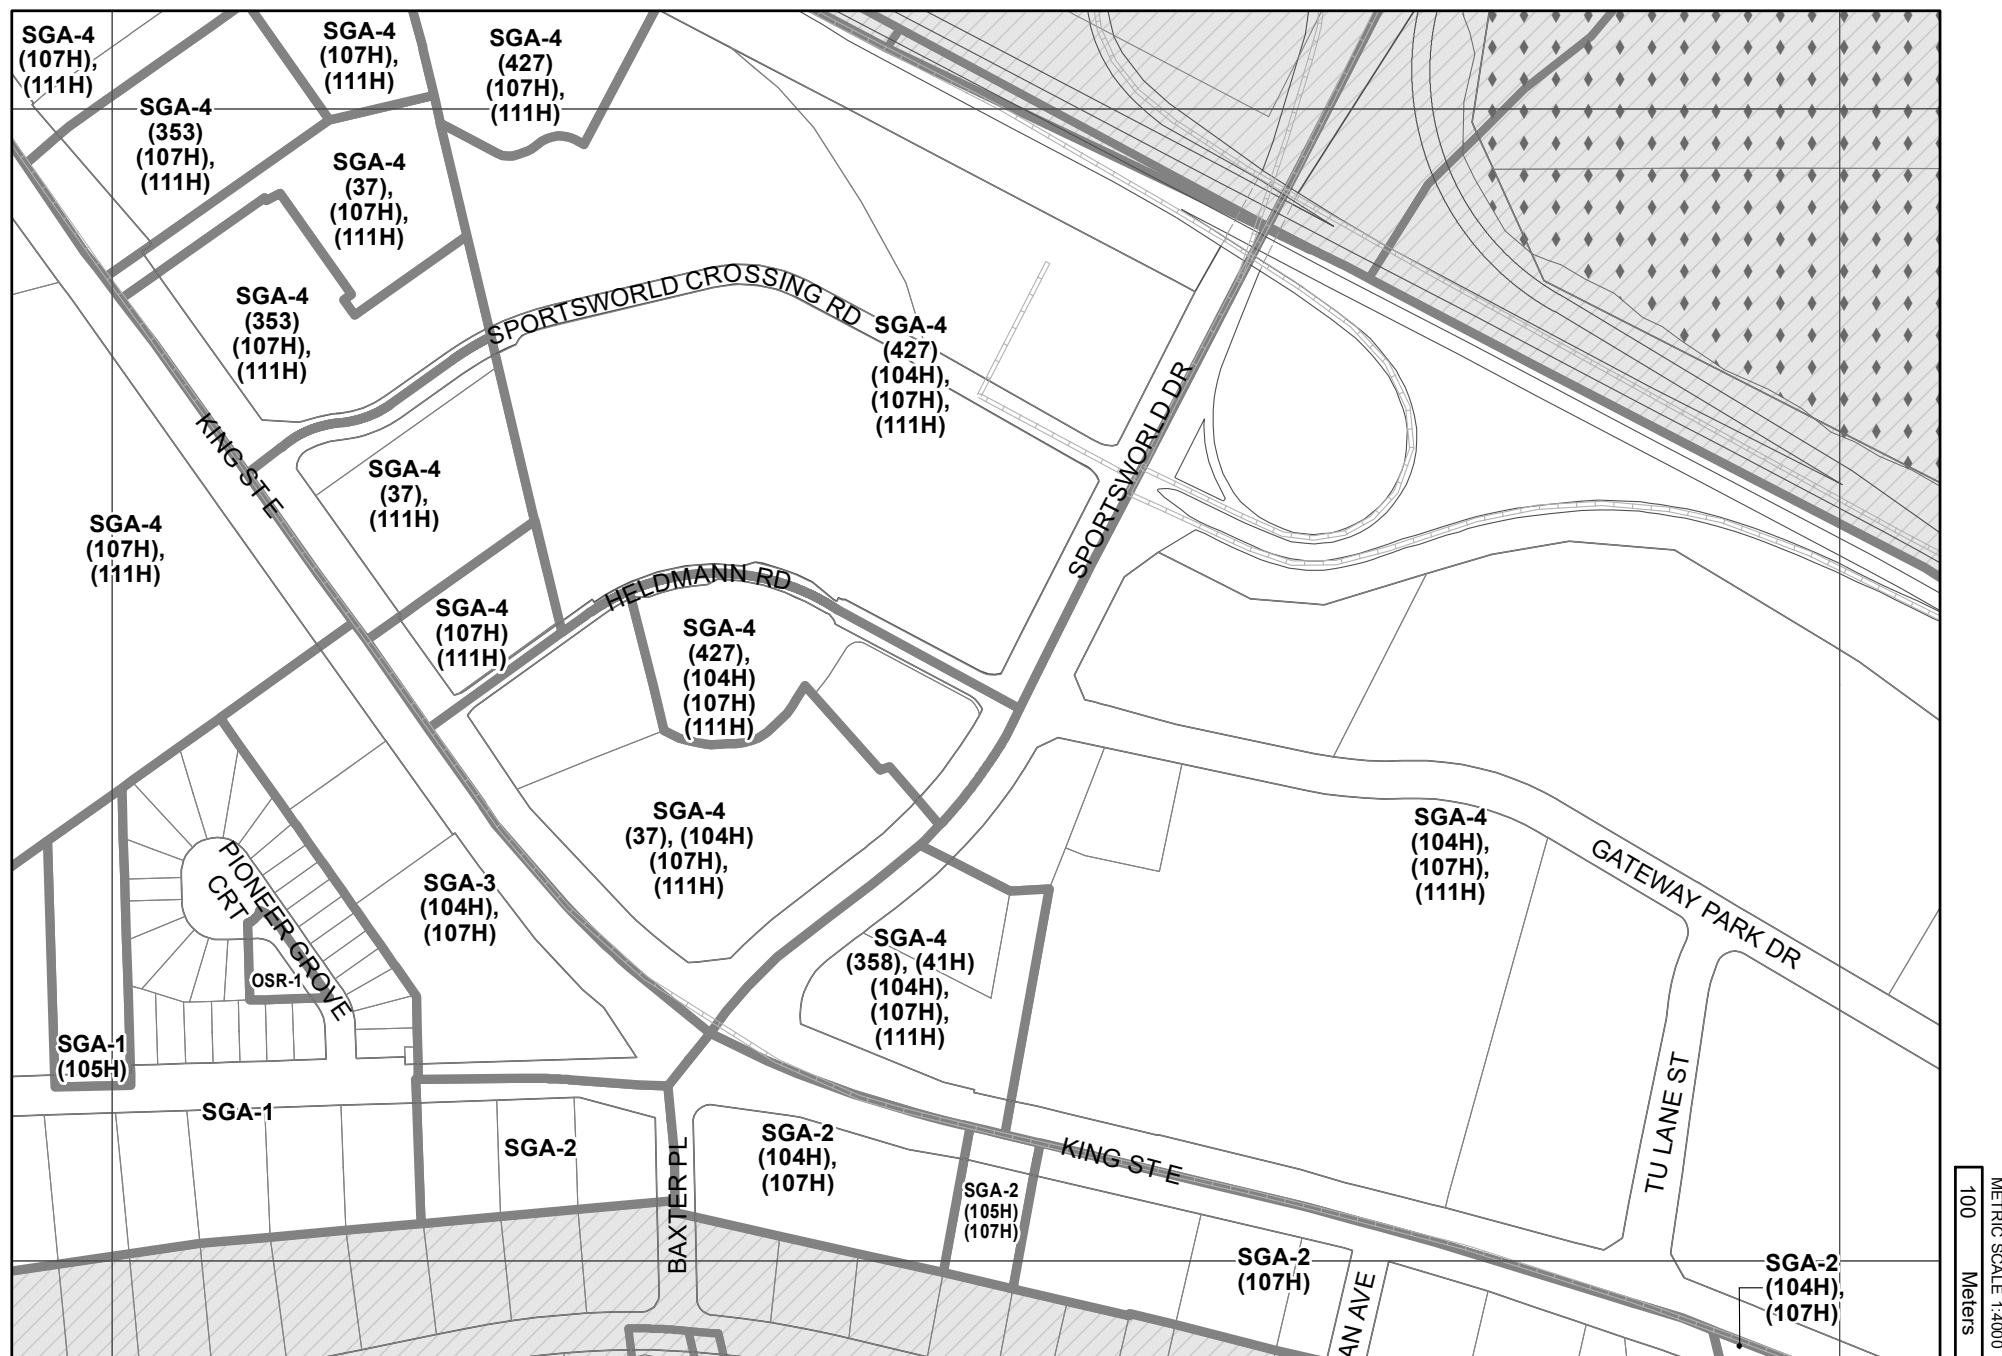 SGA-4
(107H),
(111H)
SGA-4
(107H),
(111H)
SGA-4
(427)
(107H),
(111H)
SGA-4
(353)
(107H),
(111H)
SGA-4
(37),
(107H),
(111H)
SGA-4
(353)
(107H),
(111H)
SPORTSWORLD CROSSING RD
SGA-4
(427)
(104H),
(107H),
(111H)
SPORTSWORLD DR
KING ST E
SGA-4
(37),
(111H)
SGA-4
(107H),
(111H)
HELDMANN RD
SGA-4
(107H)
(111H)
SGA-4
(427),
(104H)
(107H)
(111H)
SGA-4
(37), (104H)
(107H),
(111H)
SGA-4
(104H),
(107H),
(111H)
GATEWAY PARK DR
PIONEER GROVE
CRT
SGA-3
(104H),
(107H)
OSR-1
SGA-4
(358), (41H)
(104H),
(107H),
(111H)
SGA-1
(105H)
SGA-1
SGA-2
BAXTER PL
SGA-2
(104H),
(107H)
KING ST E
TU LANE ST
SGA-2
(105H)
(107H)
SGA-2
(107H)
AN AVE
SGA-2
(104H),
(107H)
METRIC SCALE 1:4000
100 Meters